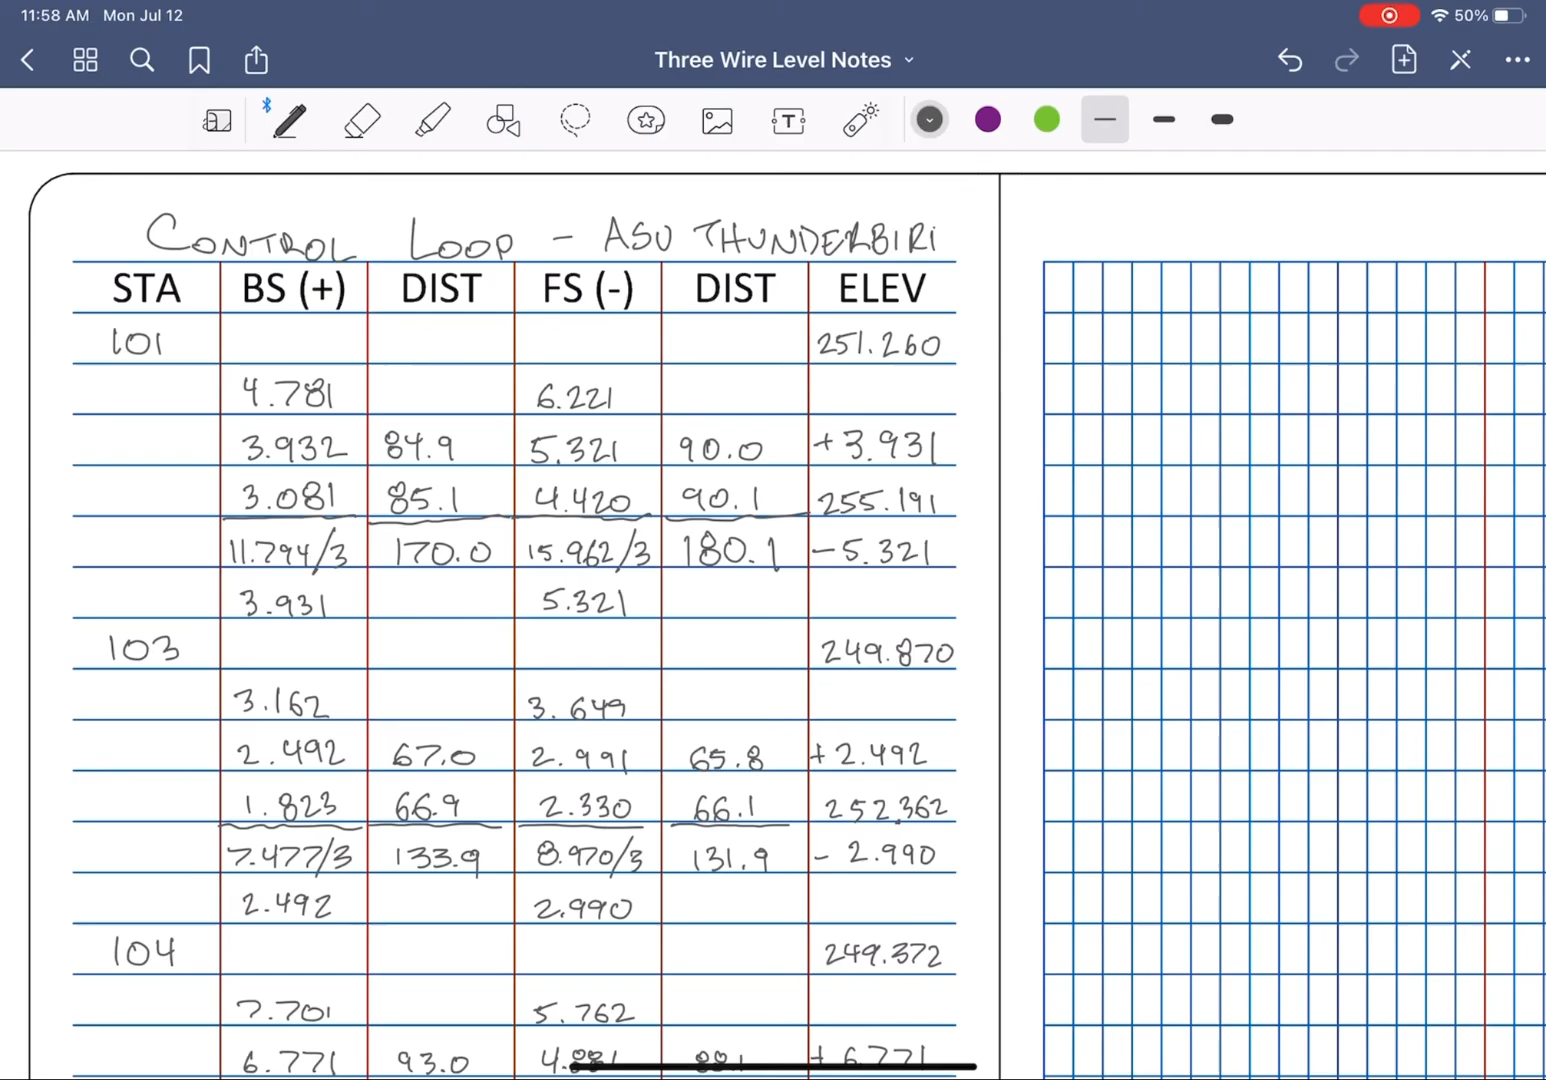 11:58 AM Mon Jul 12 50%
Three Wire Level Notes
CONTROL LOOP - ASU THUNDERBIRI
STA BS (+) DIST FS (-) DIST ELEV
101 251.260
4.781 6.221
3.932 84.9 5.321 90.0 +3.931
3.081 85.1 4.420 90.1 255.191
11.794/3 170.0 15.962/3 180.1 -5.321
3.931 5.321
103 249.870
3.162 3.649
2.492 67.0 2.991 65.8 +2.492
1.823 66.9 2.330 66.1 252.362
7.477/3 133.9 8.970/3 131.9 - 2.990
2.492 2.990
104 249.372
7.701 5.762
6.771 93.0 4.881 88.1 + 6.771